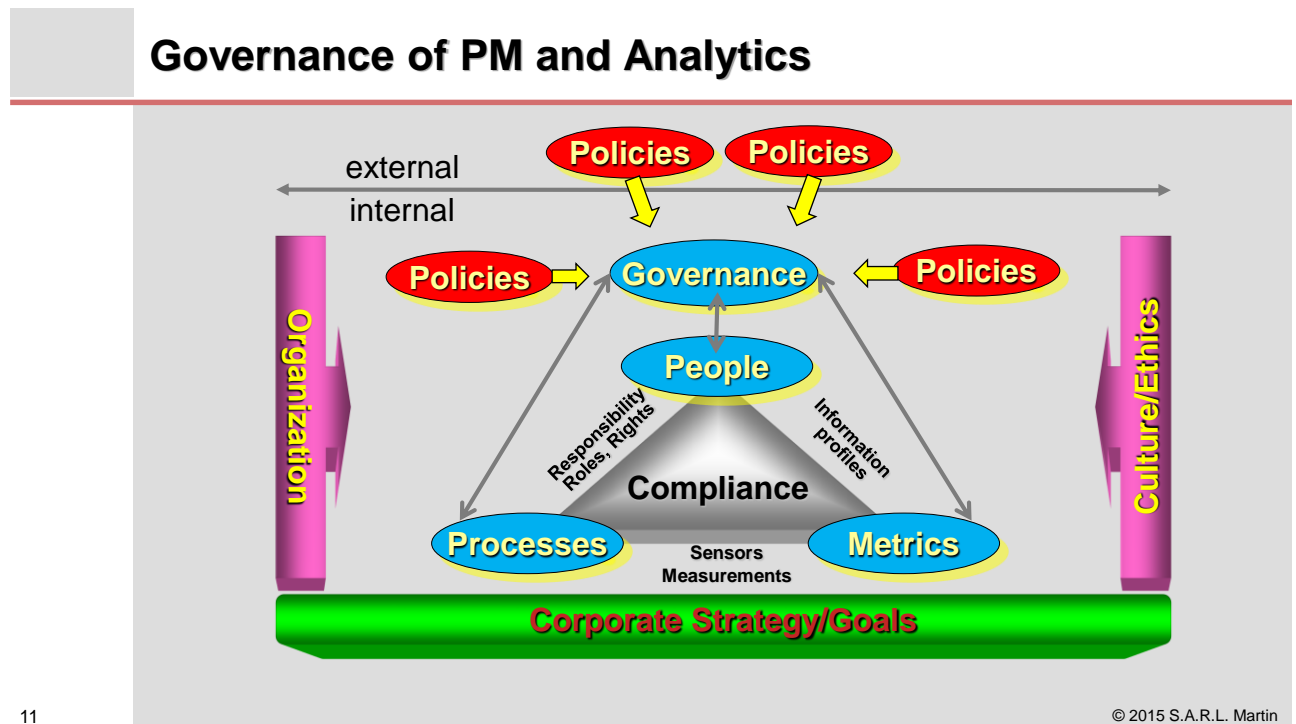 Governance of PM and Analytics
Policies
Policies
external
internal
Policies
Governance
Policies
Organization
Culture/Ethics
People
Responsibility
Roles, Rights
Information
profiles
Compliance
Processes
Metrics
Sensors
Measurements
Corporate Strategy/Goals
11
© 2015 S.A.R.L. Martin